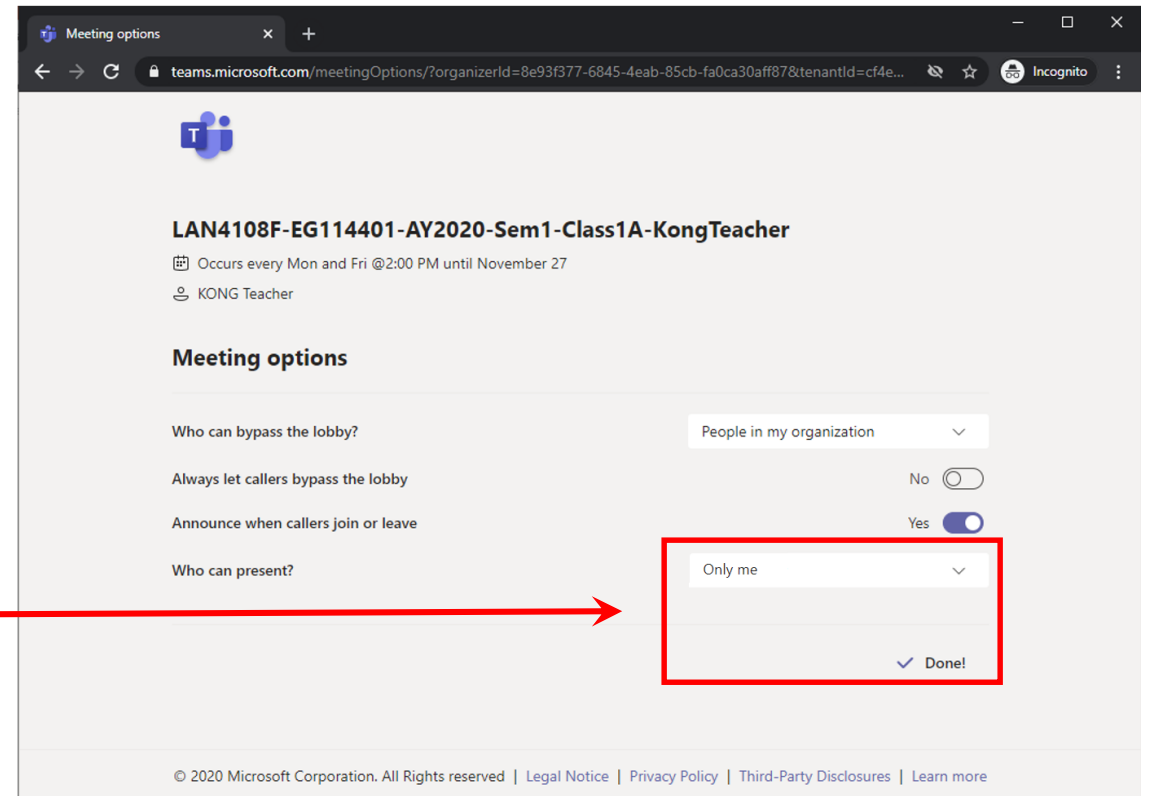 Meeting options
teams.microsoft.com/meetingOptions/?organizerId=8e93f377-6845-4eab-85cb-fa0ca30aff87&tenantId=cf4e...
Incognito
T
LAN4108F-EG114401-AY2020-Sem1-Class1A-KongTeacher
Occurs every Mon and Fri @2:00 PM until November 27
KONG Teacher
Meeting options
Who can bypass the lobby? People in my organization
Always let callers bypass the lobby No
Announce when callers join or leave Yes
Who can present? Only me
Done!
© 2020 Microsoft Corporation. All Rights reserved | Legal Notice | Privacy Policy | Third-Party Disclosures | Learn more